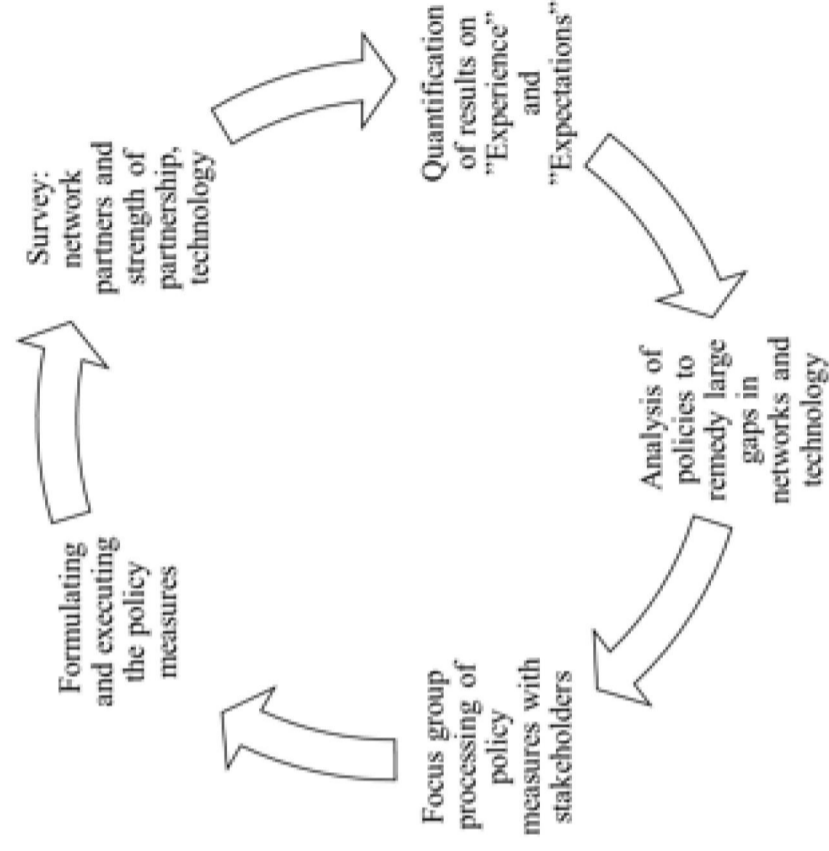 Survey:
network
partners and
strength of
partnership,
technology
Quantification
of results on
”Experience”
and
”Expectations”
Analysis of
policies to
remedy large
gaps in
networks and
technology
Focus group
processing of
policy
measures with
stakeholders
Formulating
and executing
the policy
measures